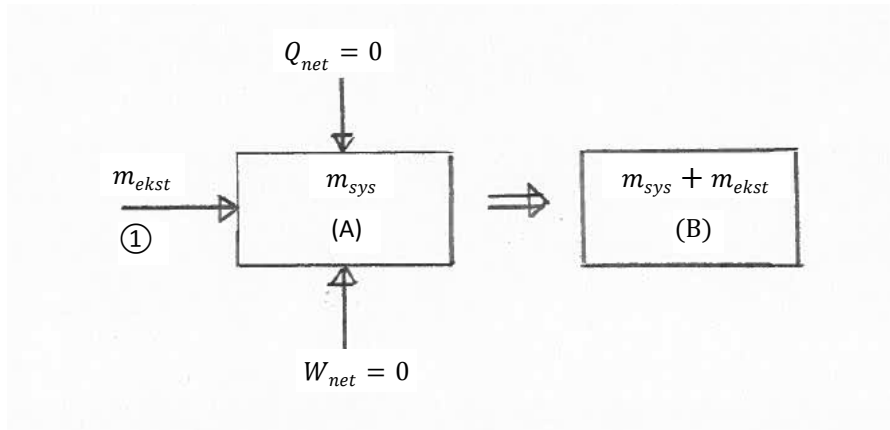 Q_net = 0
m_ekst
①
m_sys
(A)
m_sys + m_ekst
(B)
W_net = 0